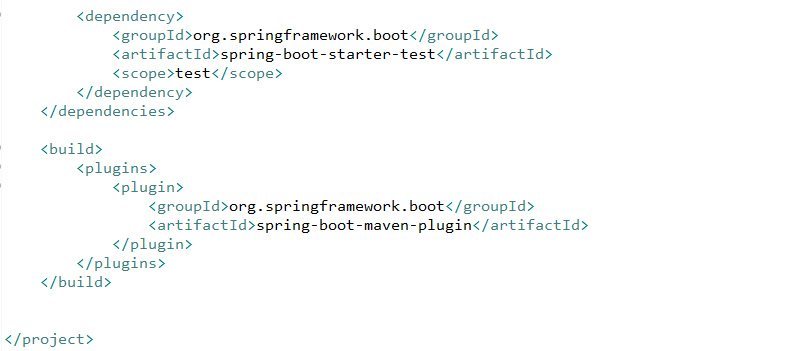 <dependency>
<groupId>org.springframework.boot</groupId>
<artifactId>spring-boot-starter-test</artifactId>
<scope>test</scope>
</dependency>
</dependencies>
<build>
<plugins>
<plugin>
<groupId>org.springframework.boot</groupId>
<artifactId>spring-boot-maven-plugin</artifactId>
</plugin>
</plugins>
</build>
</project>